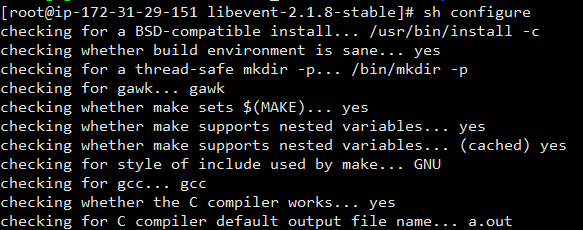 [root@ip-172-31-29-151 libevent-2.1.8-stable]# sh configure
checking for a BSD-compatible install... /usr/bin/install -c
checking whether build environment is sane... yes
checking for a thread-safe mkdir -p... /bin/mkdir -p
checking for gawk... gawk
checking whether make sets $(MAKE)... yes
checking whether make supports nested variables... yes
checking whether make supports nested variables... (cached) yes
checking for style of include used by make... GNU
checking for gcc... gcc
checking whether the C compiler works... yes
checking for C compiler default output file name... a.out